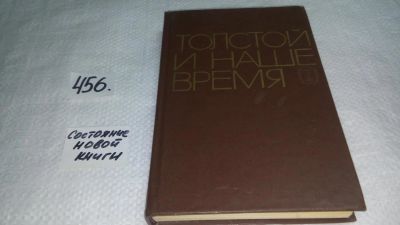 ТОЛСТОЙ
И НАШЕ
ВРЕМЯ
456.
Состояние
новой
книги